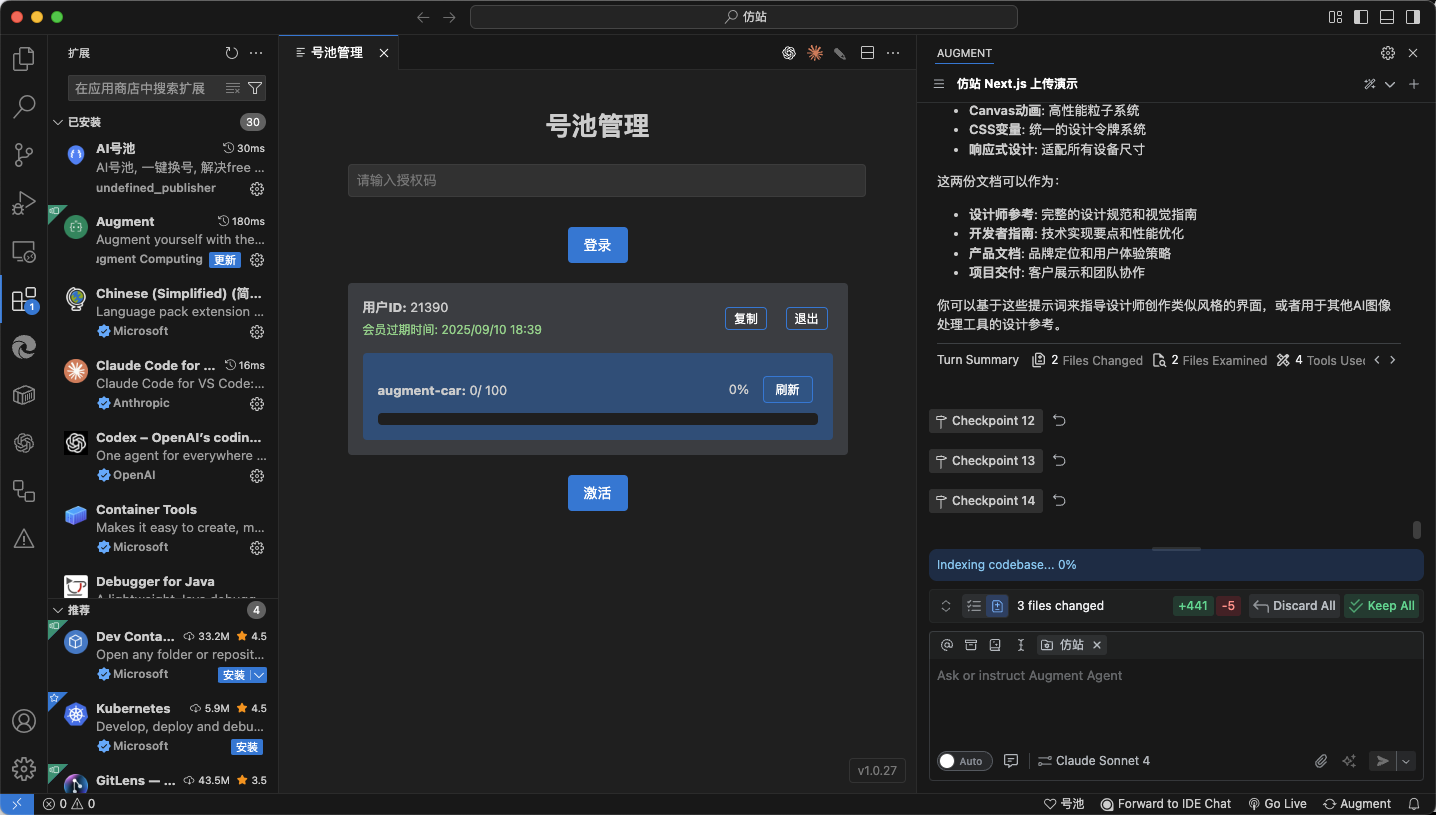 仿站
扩展
在应用商店中搜索扩展
已安装
30
AI号池
30ms
AI号池, 一键换号, 解决free ...
undefined_publisher
Augment
180ms
Augment yourself with the...
ugment Computing
更新
Chinese (Simplified) (简...
Language pack extension ...
Microsoft
1
Claude Code for ...
16ms
Claude Code for VS Code:...
Anthropic
Codex – OpenAI's codin...
One agent for everywhere ...
OpenAI
Container Tools
Makes it easy to create, m...
Microsoft
Debugger for Java
推荐
4
Dev Conta...
33.2M
4.5
Open any folder or reposit...
Microsoft
安装
Kubernetes
5.9M
4.5
Develop, deploy and debu...
Microsoft
安装
GitLens — ...
43.5M
3.5
号池管理
号池管理
请输入授权码
登录
用户ID: 21390
会员过期时间: 2025/09/10 18:39
复制
退出
augment-car: 0/ 100
0%
刷新
激活
v1.0.27
AUGMENT
仿站 Next.js 上传演示
Canvas动画: 高性能粒子系统
CSS变量: 统一的设计令牌系统
响应式设计: 适配所有设备尺寸
这两份文档可以作为：
设计师参考: 完整的设计规范和视觉指南
开发者指南: 技术实现要点和性能优化
产品文档: 品牌定位和用户体验策略
项目交付: 客户展示和团队协作
你可以基于这些提示词来指导设计师创作类似风格的界面，或者用于其他AI图像
处理工具的设计参考。
Turn Summary
2 Files Changed
2 Files Examined
4 Tools Used
Checkpoint 12
Checkpoint 13
Checkpoint 14
Indexing codebase... 0%
3 files changed
+441
-5
Discard All
Keep All
仿站
Ask or instruct Augment Agent
Auto
Claude Sonnet 4
0
0
号池
Forward to IDE Chat
Go Live
Augment